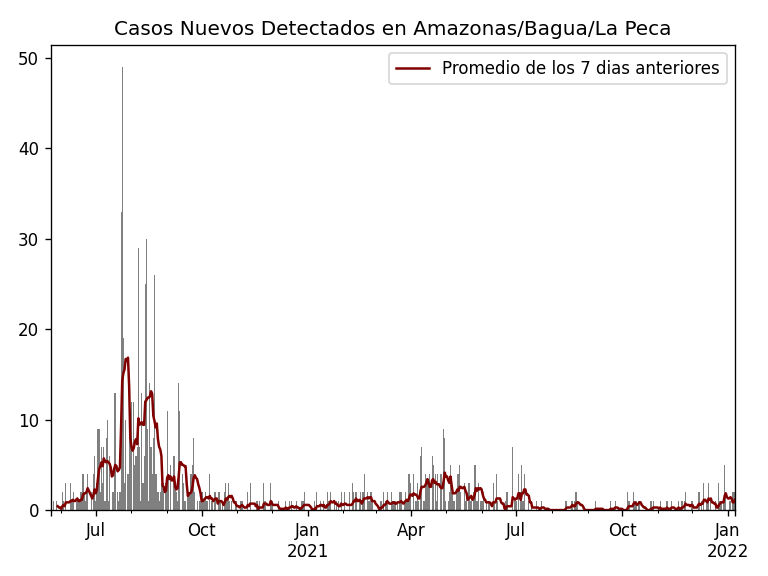 Casos Nuevos Detectados en Amazonas/Bagua/La Peca
Promedio de los 7 dias anteriores
50
40
30
20
10
0
Jul Oct Jan Apr Jul Oct Jan
2021 2022